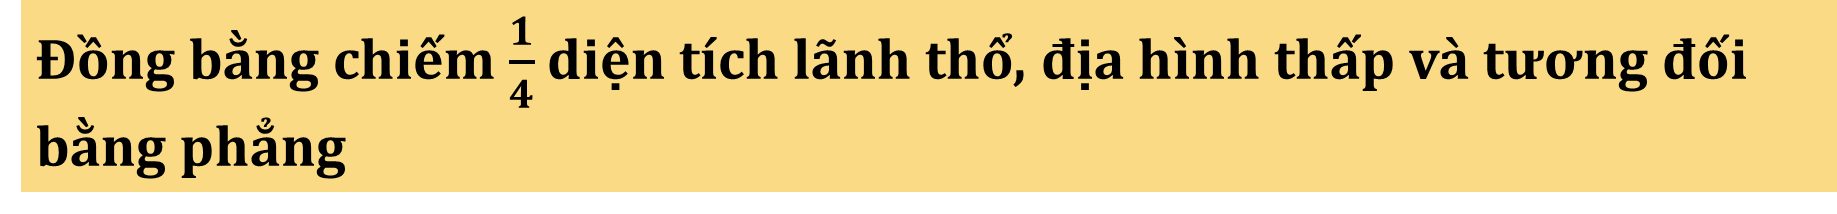 Đồng bằng chiếm 1/4 diện tích lãnh thổ, địa hình thấp và tương đối
bằng phẳng